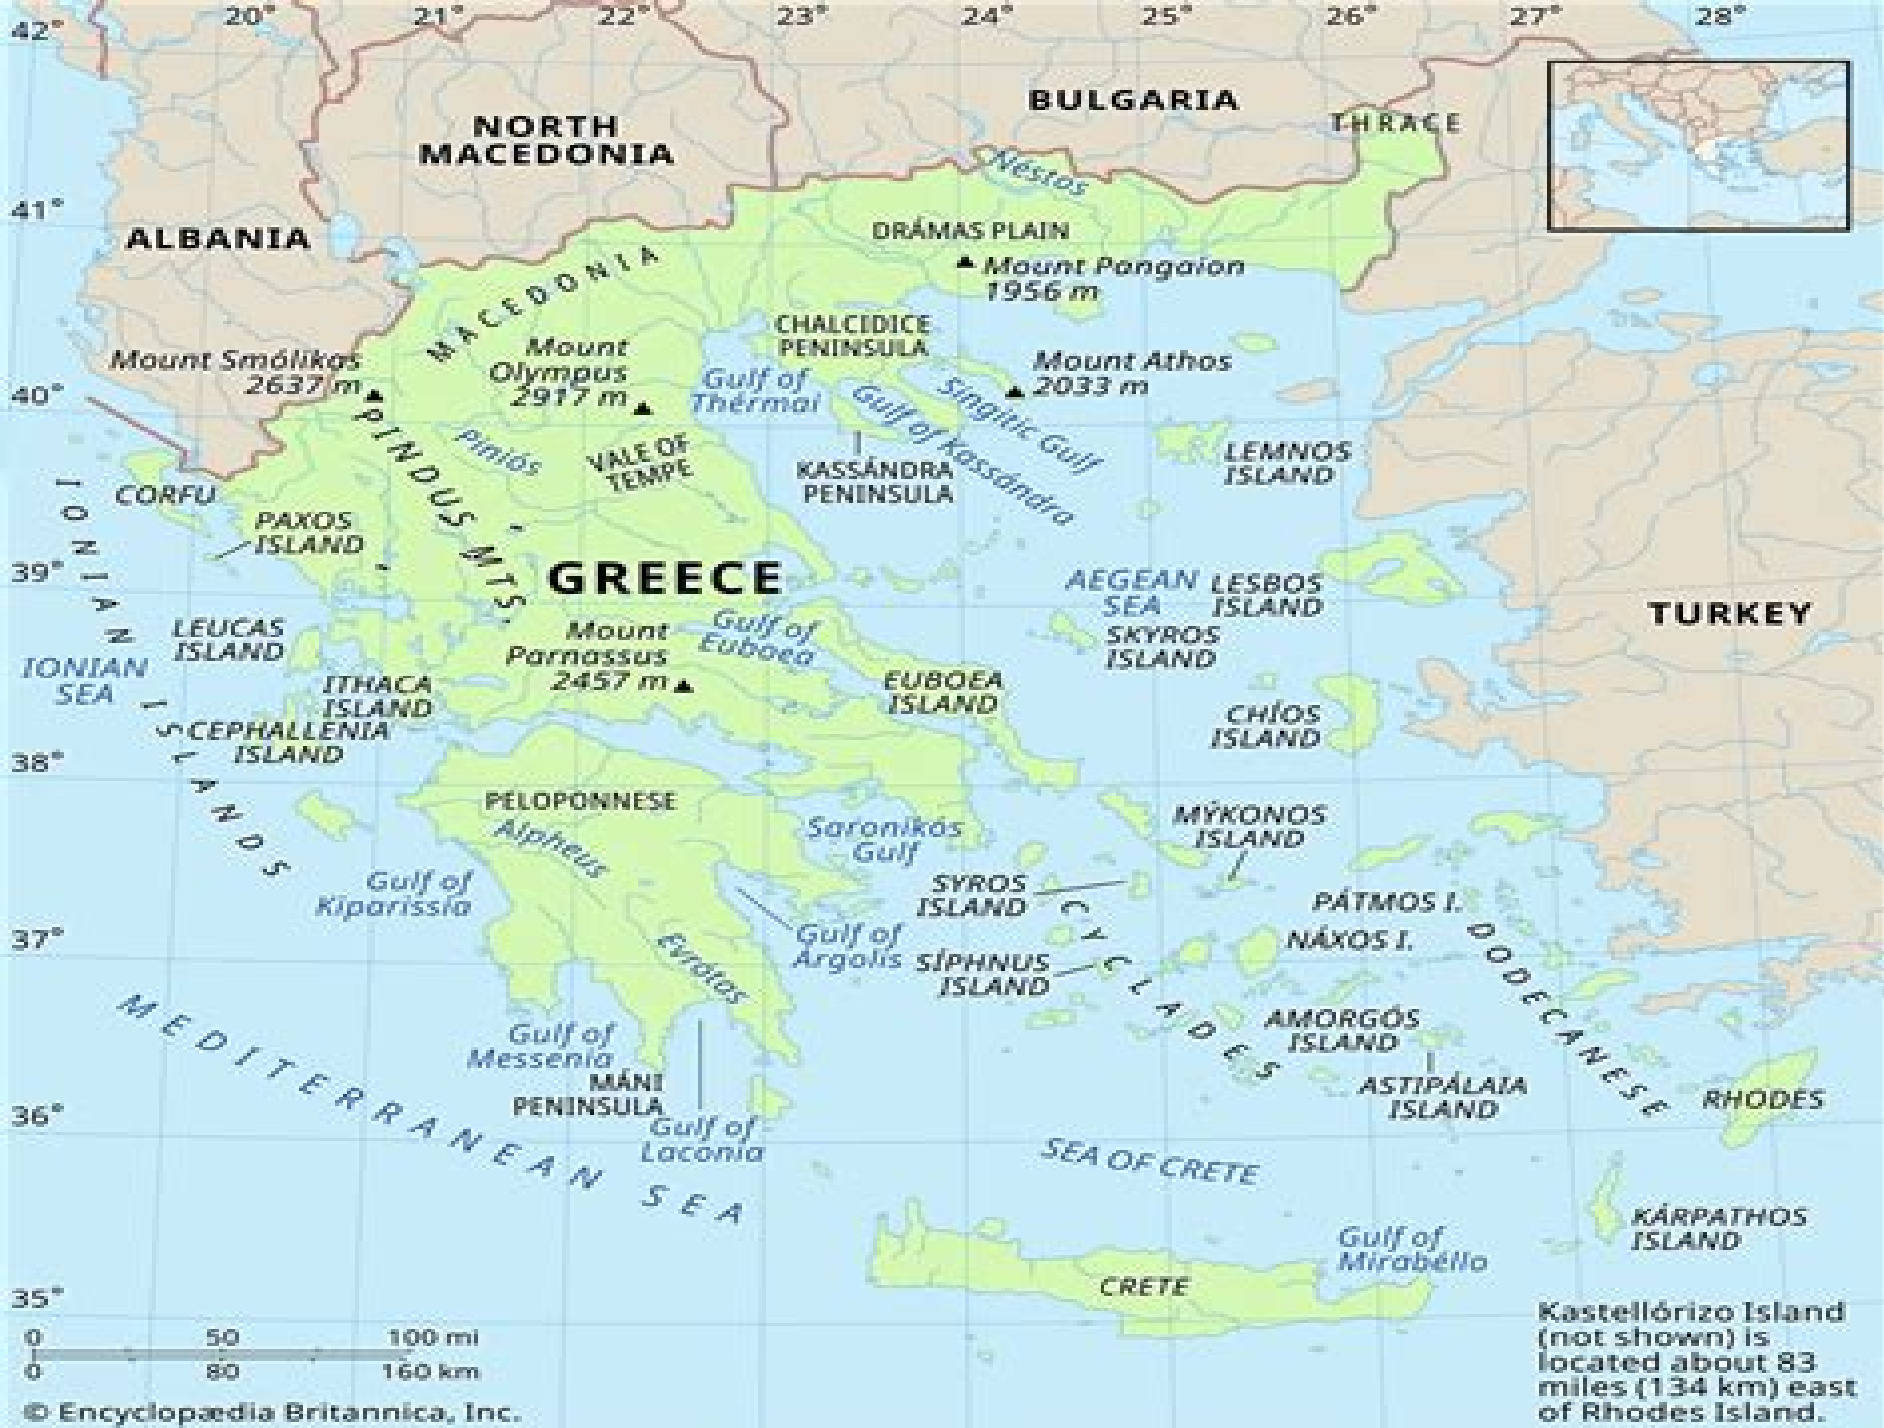 20° 21° 22° 23° 24° 25° 26° 27° 28°
42°
41°
40°
39°
38°
37°
36°
35°
BULGARIA
THRACE
NORTH
MACEDONIA
ALBANIA
Néstos
DRÁMAS PLAIN
Mount Pangaion
1956 m
MACEDONIA
CHALCIDICE
PENINSULA
Mount Smólikas
2637 m
Mount
Olympus
2917 m
Gulf of
Thérmai
Mount Athos
2033 m
Singitic Gulf
Gulf of Kassándra
PINDUS MTS.
Piniós
VALE OF
TEMPE
KASSÁNDRA
PENINSULA
LEMNOS
ISLAND
CORFU
PAXOS
ISLAND
IONIAN ISLANDS
GREECE
AEGEAN
SEA
LESBOS
ISLAND
TURKEY
LEUCAS
ISLAND
Mount
Parnassus
2457 m
Gulf of
Euboea
SKYROS
ISLAND
IONIAN
SEA
ITHACA
ISLAND
EUBOEA
ISLAND
CEPHALLENIA
ISLAND
CHÍOS
ISLAND
PELOPONNESE
Alpheus
Saronikós
Gulf
MÝKONOS
ISLAND
Gulf of
Kiparissía
SYROS
ISLAND
PÁTMOS I.
CYCLADES
DODECANESE
Evrótas
Gulf of
Argolis
SÍPHNUS
ISLAND
NÁXOS I.
MEDITERRANEAN SEA
Gulf of
Messenia
AMORGÓS
ISLAND
MÁNI
PENINSULA
ASTIPÁLAIA
ISLAND
RHODES
Gulf of
Laconia
SEA OF CRETE
KÁRPATHOS
ISLAND
Gulf of
Mirabéllo
CRETE
Kastellórizo Island
(not shown) is
located about 83
miles (134 km) east
of Rhodes Island.
0 50 100 mi
0 80 160 km
© Encyclopædia Britannica, Inc.